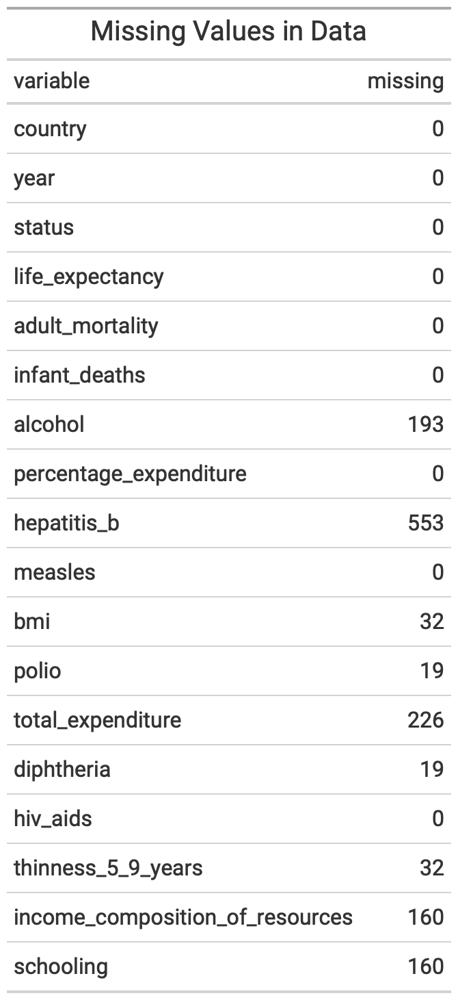 Missing Values in Data
variable missing
country 0
year 0
status 0
life_expectancy 0
adult_mortality 0
infant_deaths 0
alcohol 193
percentage_expenditure 0
hepatitis_b 553
measles 0
bmi 32
polio 19
total_expenditure 226
diphtheria 19
hiv_aids 0
thinness_5_9_years 32
income_composition_of_resources 160
schooling 160